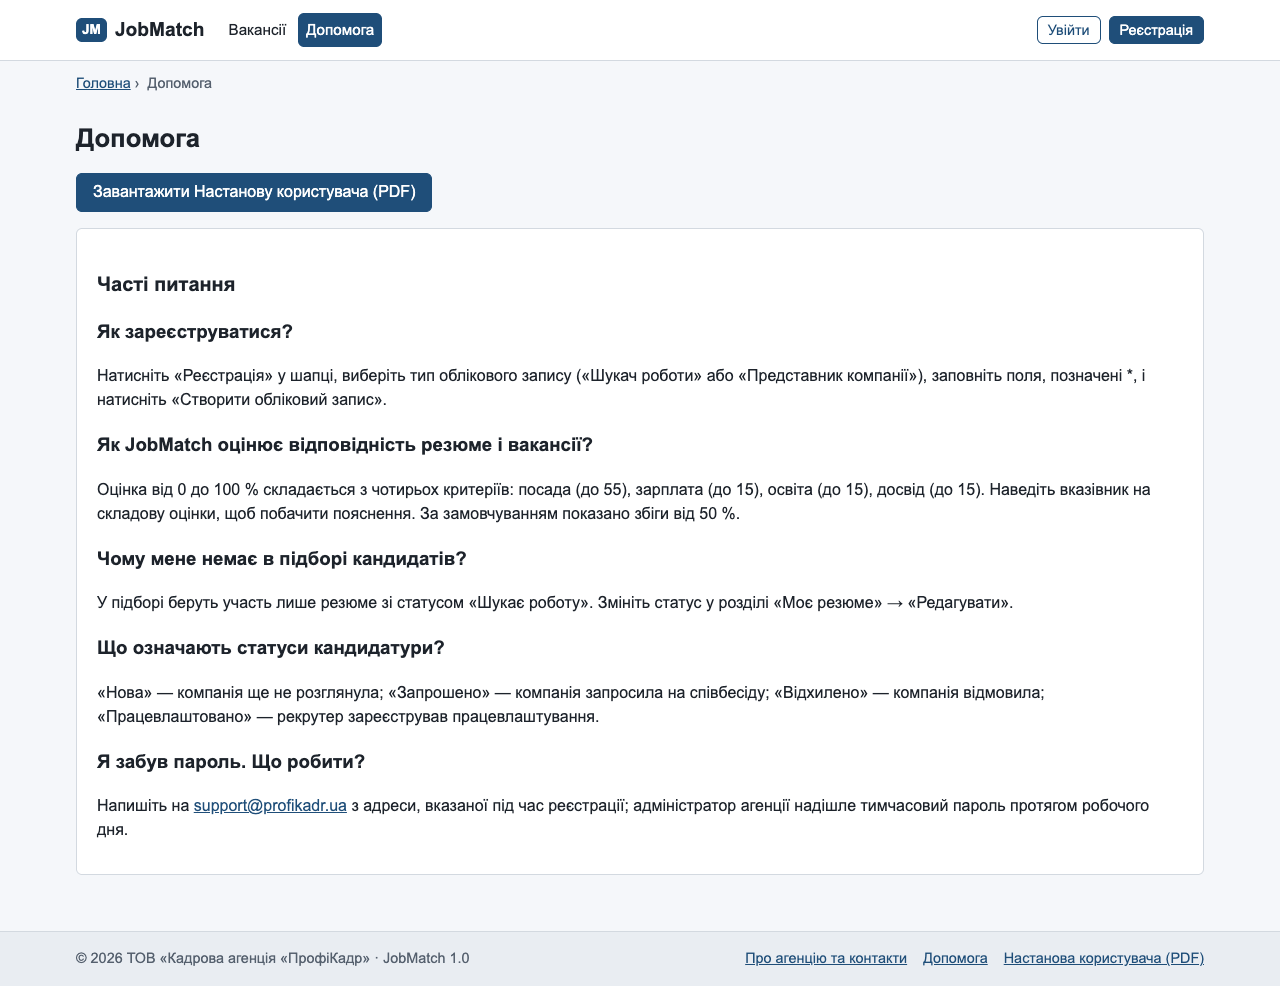 JM JobMatch Вакансії Допомога Увійти Реєстрація
Головна › Допомога
Допомога
Завантажити Настанову користувача (PDF)
Часті питання
Як зареєструватися?
Натисніть «Реєстрація» у шапці, виберіть тип облікового запису («Шукач роботи» або «Представник компанії»), заповніть поля, позначені *, і
натисніть «Створити обліковий запис».
Як JobMatch оцінює відповідність резюме і вакансії?
Оцінка від 0 до 100 % складається з чотирьох критеріїв: посада (до 55), зарплата (до 15), освіта (до 15), досвід (до 15). Наведіть вказівник на
складову оцінки, щоб побачити пояснення. За замовчуванням показано збіги від 50 %.
Чому мене немає в підборі кандидатів?
У підборі беруть участь лише резюме зі статусом «Шукає роботу». Змініть статус у розділі «Моє резюме» → «Редагувати».
Що означають статуси кандидатури?
«Нова» — компанія ще не розглянула; «Запрошено» — компанія запросила на співбесіду; «Відхилено» — компанія відмовила;
«Працевлаштовано» — рекрутер зареєстрував працевлаштування.
Я забув пароль. Що робити?
Напишіть на support@profikadr.ua з адреси, вказаної під час реєстрації; адміністратор агенції надішле тимчасовий пароль протягом робочого
дня.
© 2026 ТОВ «Кадрова агенція «ПрофіКадр» · JobMatch 1.0 Про агенцію та контакти Допомога Настанова користувача (PDF)